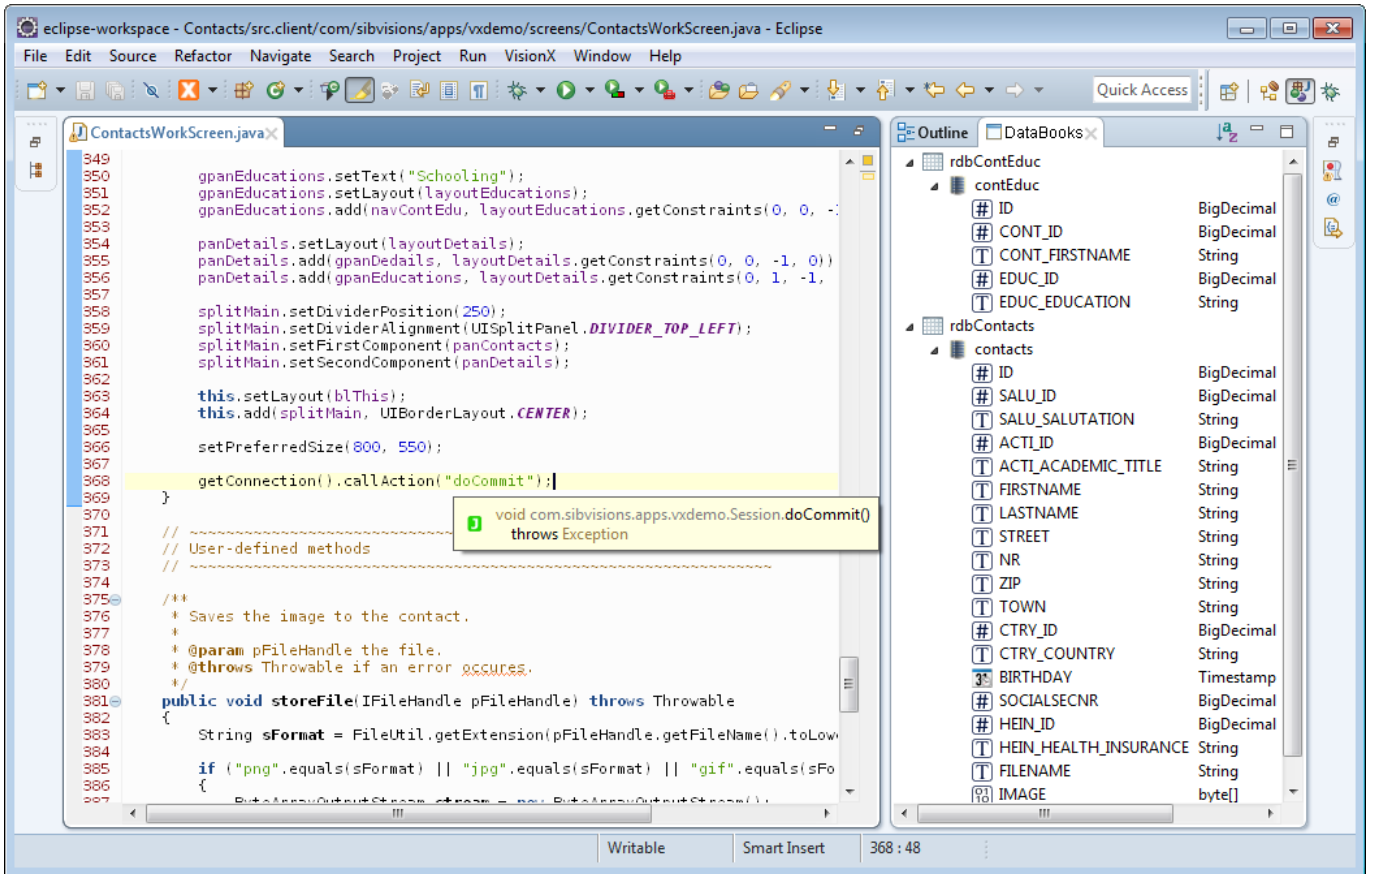 eclipse-workspace - Contacts/src.client/com/sibvisions/apps/vxdemo/screens/ContactsWorkScreen.java - Eclipse
File Edit Source Refactor Navigate Search Project Run VisionX Window Help
Quick Access
ContactsWorkScreen.java
349
350 gpanEducations.setText("Schooling");
351 gpanEducations.setLayout(layoutEducations);
352 gpanEducations.add(navContEdu, layoutEducations.getConstraints(0, 0, -1
353
354 panDetails.setLayout(layoutDetails);
355 panDetails.add(gpanDedails, layoutDetails.getConstraints(0, 0, -1, 0))
356 panDetails.add(gpanEducations, layoutDetails.getConstraints(0, 1, -1,
357
358 splitMain.setDividerPosition(250);
359 splitMain.setDividerAlignment(UISplitPanel.DIVIDER_TOP_LEFT);
360 splitMain.setFirstComponent(panContacts);
361 splitMain.setSecondComponent(panDetails);
362
363 this.setLayout(blThis);
364 this.add(splitMain, UIBorderLayout.CENTER);
365
366 setPreferredSize(800, 550);
367
368 getConnection().callAction("doCommit");
369 }
370
void com.sibvisions.apps.vxdemo.Session.doCommit()
throws Exception
371 // ~~~~~~~~~~~~~~~~~~~~~~~~~~~~~
372 // User-defined methods
373 // ~~~~~~~~~~~~~~~~~~~~~~~~~~~~~~~~~~~~~~~~~~~~~~~~~~~~~~~~~~~~~~~~
374
375 /**
376 * Saves the image to the contact.
377 *
378 * @param pFileHandle the file.
379 * @throws Throwable if an error occures.
380 */
381 public void storeFile(IFileHandle pFileHandle) throws Throwable
382 {
383 String sFormat = FileUtil.getExtension(pFileHandle.getFileName().toLow
384
385 if ("png".equals(sFormat) || "jpg".equals(sFormat) || "gif".equals(sFo
386 {
387 ByteArrayOutputStream stream = new ByteArrayOutputStream();
Outline DataBooks
rdbContEduc
contEduc
ID BigDecimal
CONT_ID BigDecimal
CONT_FIRSTNAME String
EDUC_ID BigDecimal
EDUC_EDUCATION String
rdbContacts
contacts
ID BigDecimal
SALU_ID BigDecimal
SALU_SALUTATION String
ACTI_ID BigDecimal
ACTI_ACADEMIC_TITLE String
FIRSTNAME String
LASTNAME String
STREET String
NR String
ZIP String
TOWN String
CTRY_ID BigDecimal
CTRY_COUNTRY String
BIRTHDAY Timestamp
SOCIALSECNR BigDecimal
HEIN_ID BigDecimal
HEIN_HEALTH_INSURANCE String
FILENAME String
IMAGE byte[]
Writable Smart Insert 368 : 48